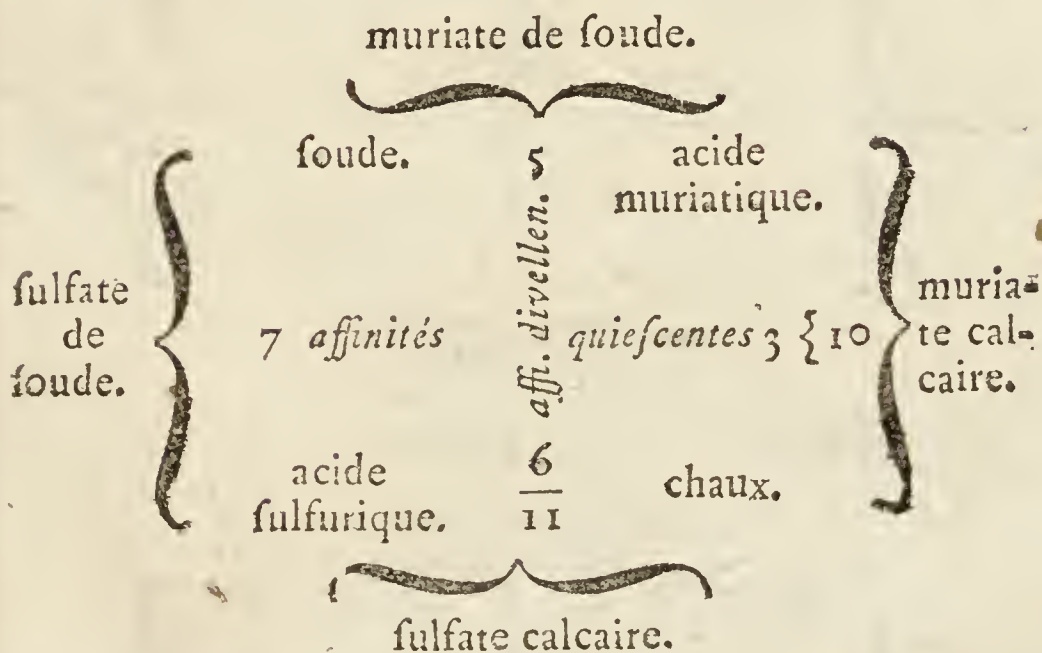 muriate de ſoude.
ſoude. 5 acide
muriatique.
affi. divellen.
ſulfate
de
ſoude.
7 affinités quieſcentes 3 { 10
muria-
te cal-
caire.
acide
ſulfurique.
6
11
chaux.
ſulfate calcaire.